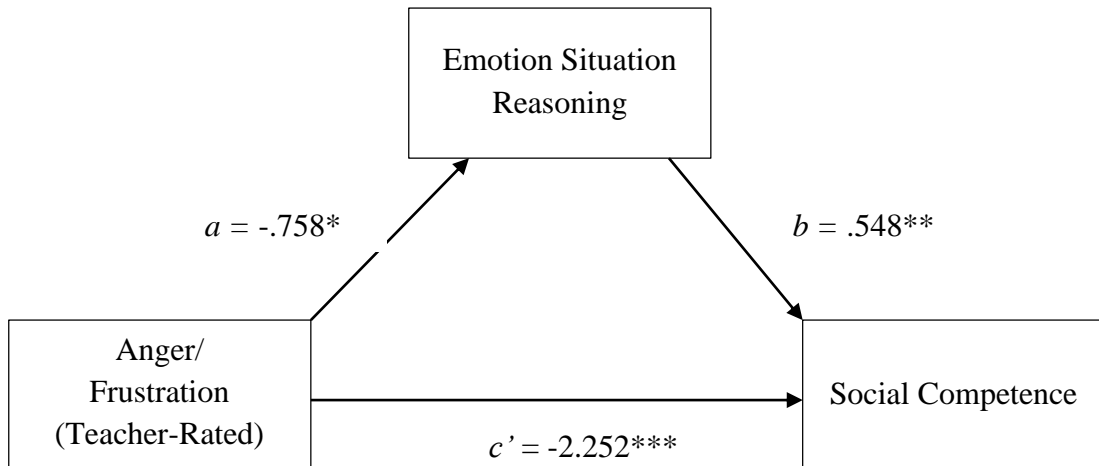 Emotion Situation
Reasoning
a = -.758*
b = .548**
Anger/
Frustration
(Teacher-Rated)
Social Competence
c’ = -2.252***